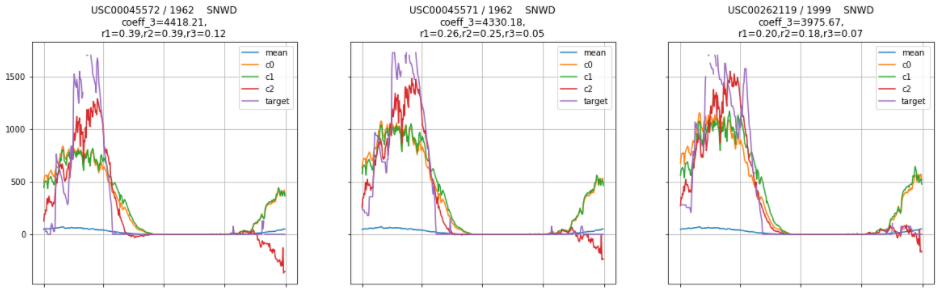 USC00045572 / 1962 SNWD
coeff_3=4418.21,
r1=0.39,r2=0.39,r3=0.12
mean
c0
c1
c2
target
1500
1000
500
0
USC00045571 / 1962 SNWD
coeff_3=4330.18,
r1=0.26,r2=0.25,r3=0.05
mean
c0
c1
c2
target
USC00262119 / 1999 SNWD
coeff_3=3975.67,
r1=0.20,r2=0.18,r3=0.07
mean
c0
c1
c2
target